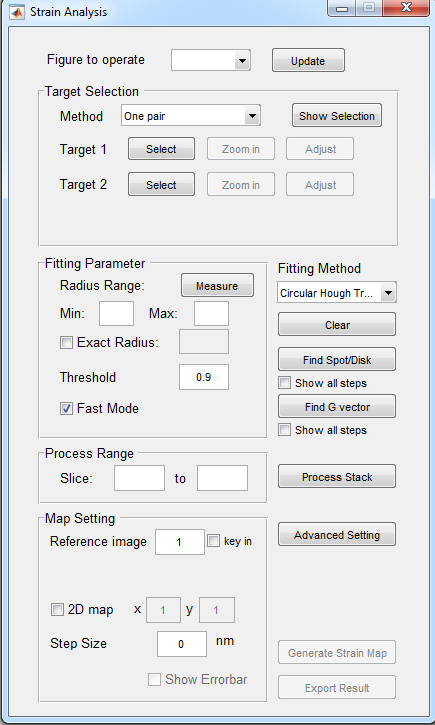 Strain Analysis
Figure to operate Update
Target Selection
Method One pair Show Selection
Target 1 Select Zoom in Adjust
Target 2 Select Zoom in Adjust
Fitting Parameter
Radius Range: Measure
Min: Max:
Exact Radius:
Threshold 0.9
Fast Mode
Fitting Method
Circular Hough Tr...
Clear
Find Spot/Disk
Show all steps
Find G vector
Show all steps
Process Range
Slice: to
Process Stack
Map Setting
Reference image 1 key in
Advanced Setting
2D map x 1 y 1
Step Size 0 nm
Show Errorbar
Generate Strain Map
Export Result